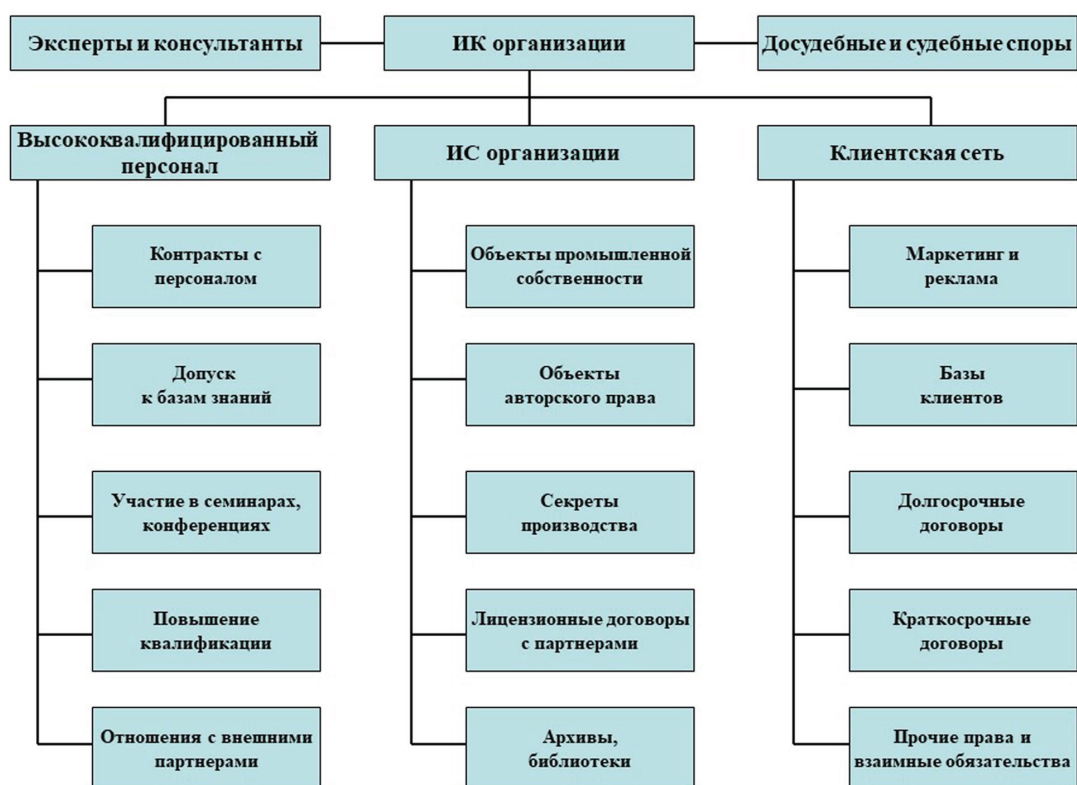 Эксперты и консультанты
ИК организации
Досудебные и судебные споры
Высококвалифицированный
персонал
ИС организации
Клиентская сеть
Контракты с
персоналом
Объекты промышленной
собственности
Маркетинг и
реклама
Допуск
к базам знаний
Объекты
авторского права
Базы
клиентов
Участие в семинарах,
конференциях
Секреты
производства
Долгосрочные
договоры
Повышение
квалификации
Лицензионные договоры
с партнерами
Краткосрочные
договоры
Отношения с внешними
партнерами
Архивы,
библиотеки
Прочие права и
взаимные обязательства